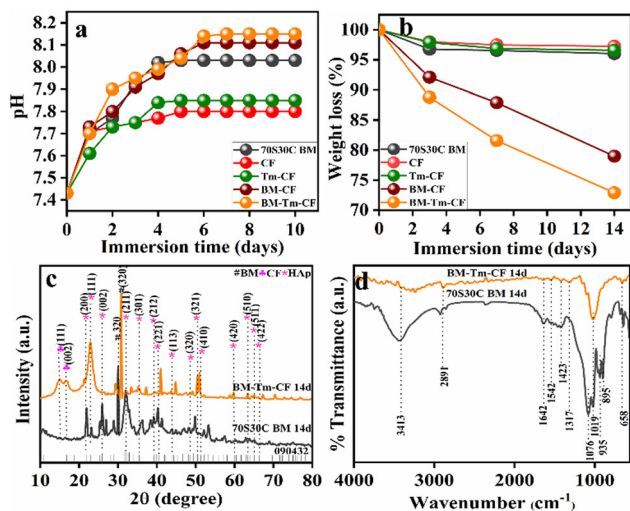 a
8.2
8.1
8.0
7.9
7.8
7.7
7.6
7.5
7.4
pH
0 2 4 6 8 10
Immersion time (days)
70S30C BM
CF
Tm-CF
BM-CF
BM-Tm-CF
b
100
95
90
85
80
75
70
Weight loss (%)
0 2 4 6 8 10 12 14
Immersion time (days)
70S30C BM
CF
Tm-CF
BM-CF
BM-Tm-CF
c
#BM♣CF*HAp
♣(111)
♣(002)
*(200)
*(111)
*(002)
#320
#(320)
*(211)
*(301)
*(212)
*(221)
*(113)
*(320)
*(321)
*(410)
*(420)
*(510)
*(511)
*(422)
BM-Tm-CF 14d
70S30C BM 14d
090432
Intensity (a.u.)
10 20 30 40 50 60 70 80
2θ (degree)
d
BM-Tm-CF 14d
70S30C BM 14d
% Transmittance (a.u.)
3413
2891
1642
1542
1423
1317
1076
1019
935
895
658
4000 3000 2000 1000
Wavenumber (cm⁻¹)